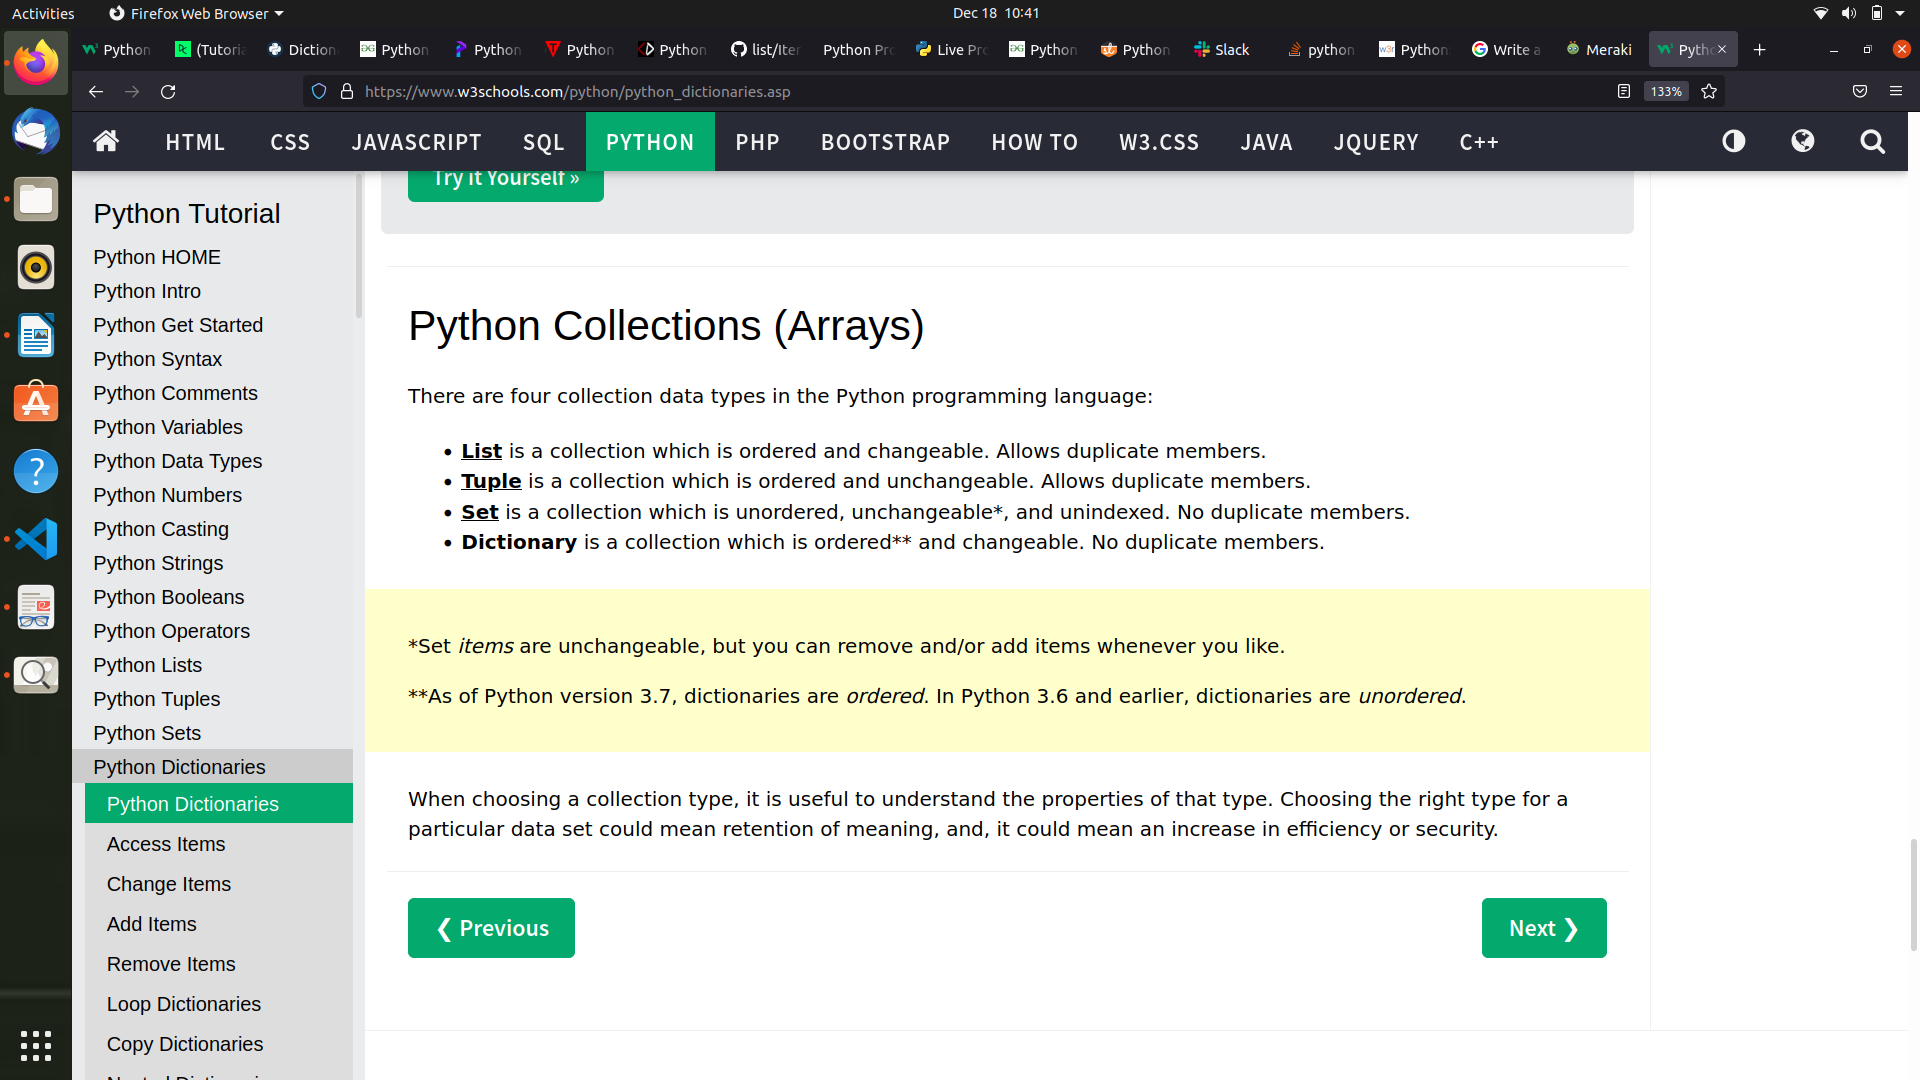 Activities Firefox Web Browser Dec 18 10:41
Python (Tutoria Diction Python Python Python Python list/Iter Python Pro Live Pro Python Python Slack python Python Write a Meraki Pytho
https://www.w3schools.com/python/python_dictionaries.asp 133%
HTML CSS JAVASCRIPT SQL PYTHON PHP BOOTSTRAP HOW TO W3.CSS JAVA JQUERY C++
Try it Yourself »
Python Tutorial
Python HOME
Python Intro
Python Get Started
Python Syntax
Python Comments
Python Variables
Python Data Types
Python Numbers
Python Casting
Python Strings
Python Booleans
Python Operators
Python Lists
Python Tuples
Python Sets
Python Dictionaries
Python Dictionaries
Access Items
Change Items
Add Items
Remove Items
Loop Dictionaries
Copy Dictionaries
Python Collections (Arrays)
There are four collection data types in the Python programming language:
• List is a collection which is ordered and changeable. Allows duplicate members.
• Tuple is a collection which is ordered and unchangeable. Allows duplicate members.
• Set is a collection which is unordered, unchangeable*, and unindexed. No duplicate members.
• Dictionary is a collection which is ordered** and changeable. No duplicate members.
*Set items are unchangeable, but you can remove and/or add items whenever you like.
**As of Python version 3.7, dictionaries are ordered. In Python 3.6 and earlier, dictionaries are unordered.
When choosing a collection type, it is useful to understand the properties of that type. Choosing the right type for a
particular data set could mean retention of meaning, and, it could mean an increase in efficiency or security.
❮ Previous
Next ❯